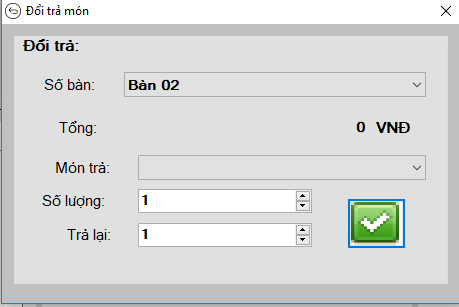 Đổi trả món
Đổi trả:
Số bàn: Bàn 02
Tổng: 0 VNĐ
Món trả:
Số lượng: 1
Trả lại: 1